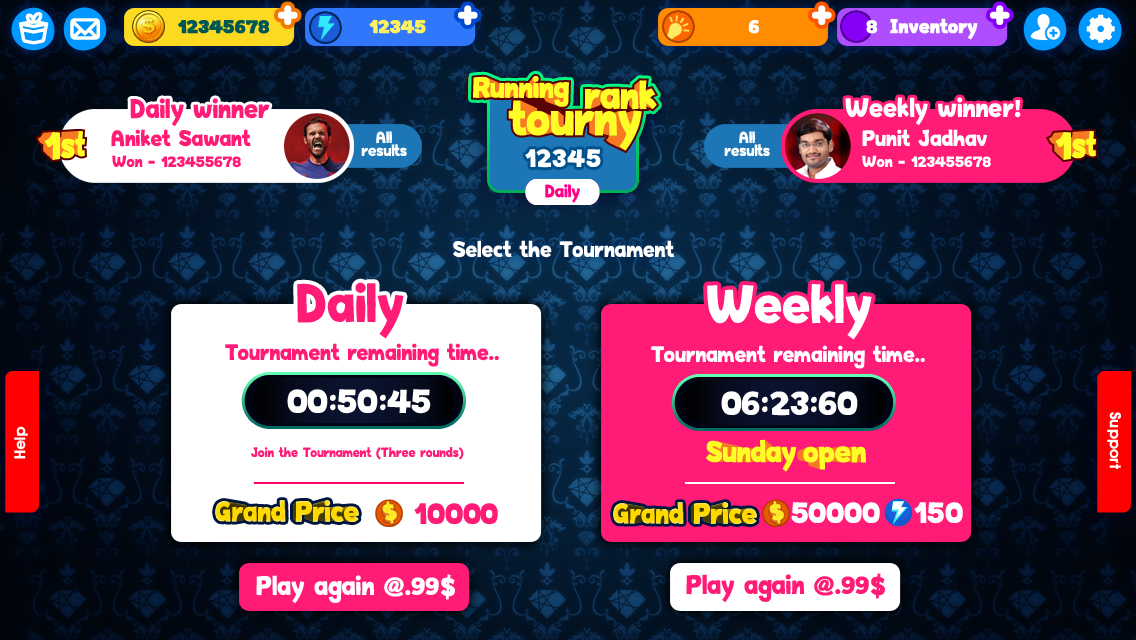 12345678
12345
6
8 Inventory
Daily winner
1st
Aniket Sawant
Won - 123455678
All
results
Running rank
tourny
12345
Daily
All
results
Weekly winner!
Punit Jadhav
Won - 123455678
1st
Select the Tournament
Daily
Tournament remaining time..
00:50:45
Join the Tournament (Three rounds)
Grand Price $ 10000
Play again @.99$
Weekly
Tournament remaining time..
06:23:60
Sunday open
Grand Price $ 50000 150
Play again @.99$
Help
Support